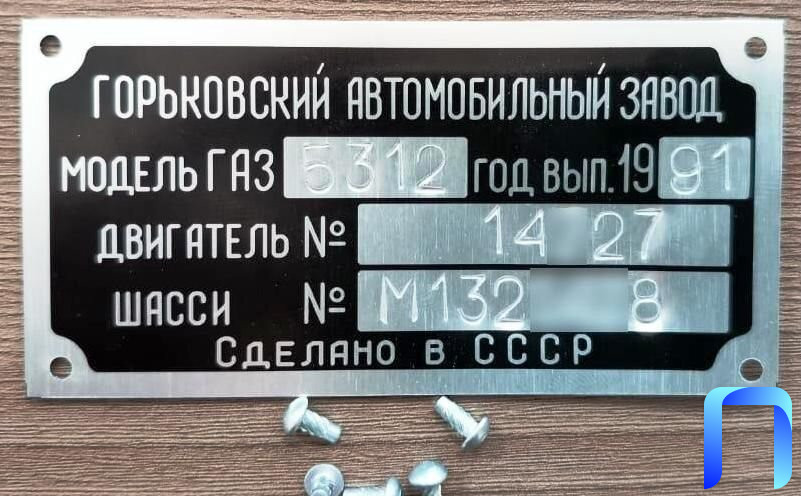 ГОРЬКОВСКИЙ АВТОМОБИЛЬНЫЙ ЗАВОД
МОДЕЛЬ ГАЗ 5312 ГОД ВЫП. 1991
ДВИГАТЕЛЬ № 14 27
ШАССИ № М132 8
СДЕЛАНО В СССР
П